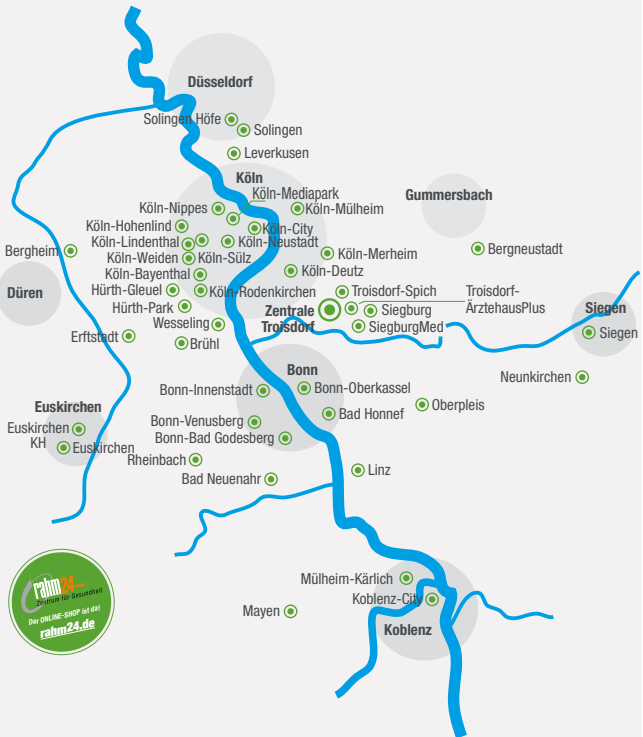 Düsseldorf
Solingen Höfe
Solingen
Leverkusen
Köln
Köln-Mediapark
Köln-Nippes
Köln-Mülheim
Gummersbach
Köln-Hohenlind
Köln-City
Köln-Lindenthal
Köln-Neustadt
Bergheim
Köln-Weiden
Köln-Sülz
Köln-Merheim
Bergneustadt
Köln-Bayenthal
Köln-Deutz
Düren
Hürth-Gleuel
Köln-Rodenkirchen
Troisdorf-Spich
Troisdorf-
ÄrztehausPlus
Hürth-Park
Zentrale
Troisdorf
Siegburg
Siegen
Wesseling
SiegburgMed
Siegen
Erftstadt
Brühl
Bonn
Neunkirchen
Bonn-Innenstadt
Bonn-Oberkassel
Euskirchen
Bad Honnef
Oberpleis
Euskirchen
KH
Bonn-Venusberg
Euskirchen
Bonn-Bad Godesberg
Rheinbach
Linz
Bad Neuenahr
rahm24
Zentrum für Gesundheit
Der ONLINE-SHOP ist da!
rahm24.de
Mülheim-Kärlich
Koblenz-City
Mayen
Koblenz